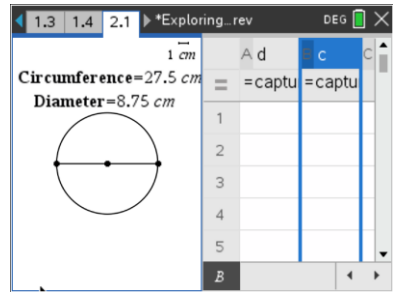 1.3 1.4 2.1 *Explo...rev DEG
1 cm
Circumference=27.5 cm
Diameter=8.75 cm
A d B c C
= =captu =captu
1
2
3
4
5
B